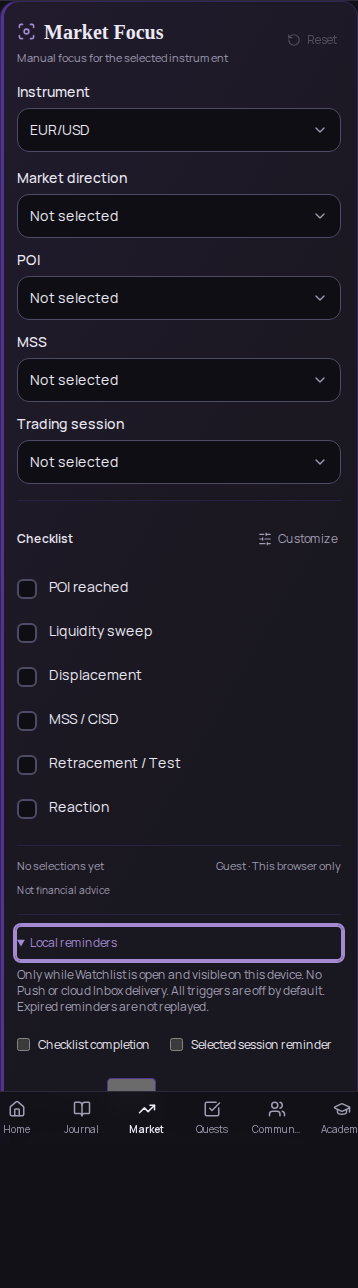 Market Focus
Reset
Manual focus for the selected instrument
Instrument
EUR/USD
Market direction
Not selected
POI
Not selected
MSS
Not selected
Trading session
Not selected
Checklist
Customize
POI reached
Liquidity sweep
Displacement
MSS / CISD
Retracement / Test
Reaction
No selections yet
Guest · This browser only
Not financial advice
Local reminders
Only while Watchlist is open and visible on this device. No
Push or cloud Inbox delivery. All triggers are off by default.
Expired reminders are not replayed.
Checklist completion
Selected session reminder
Home
Journal
Market
Quests
Commun...
Academ